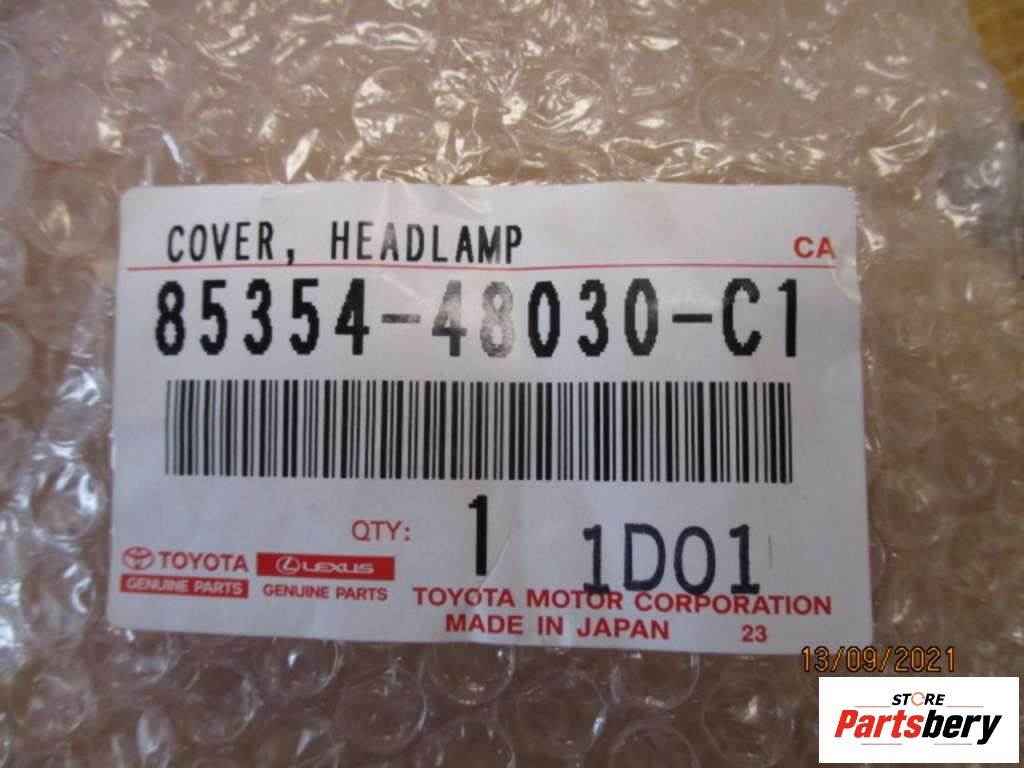 COVER, HEADLAMP CA
85354-48030-C1
QTY: 1 1D01
TOYOTA LEXUS
GENUINE PARTS GENUINE PARTS
TOYOTA MOTOR CORPORATION
MADE IN JAPAN 23
13/09/2021
STORE
Partsbery